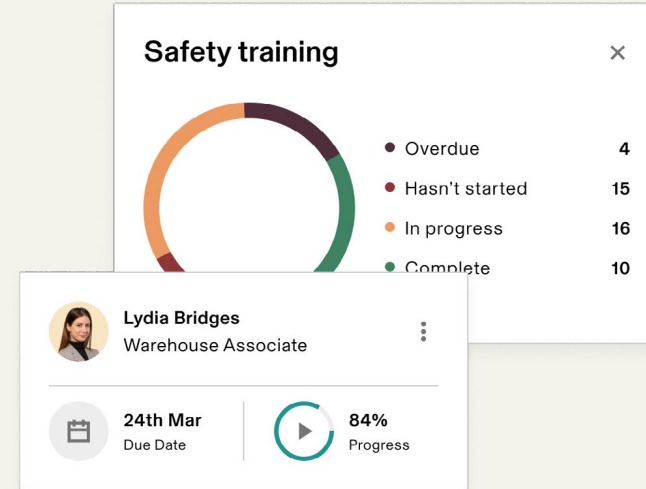 Safety training
Overdue 4
Hasn't started 15
In progress 16
Complete 10
Lydia Bridges
Warehouse Associate
24th Mar
Due Date
84%
Progress